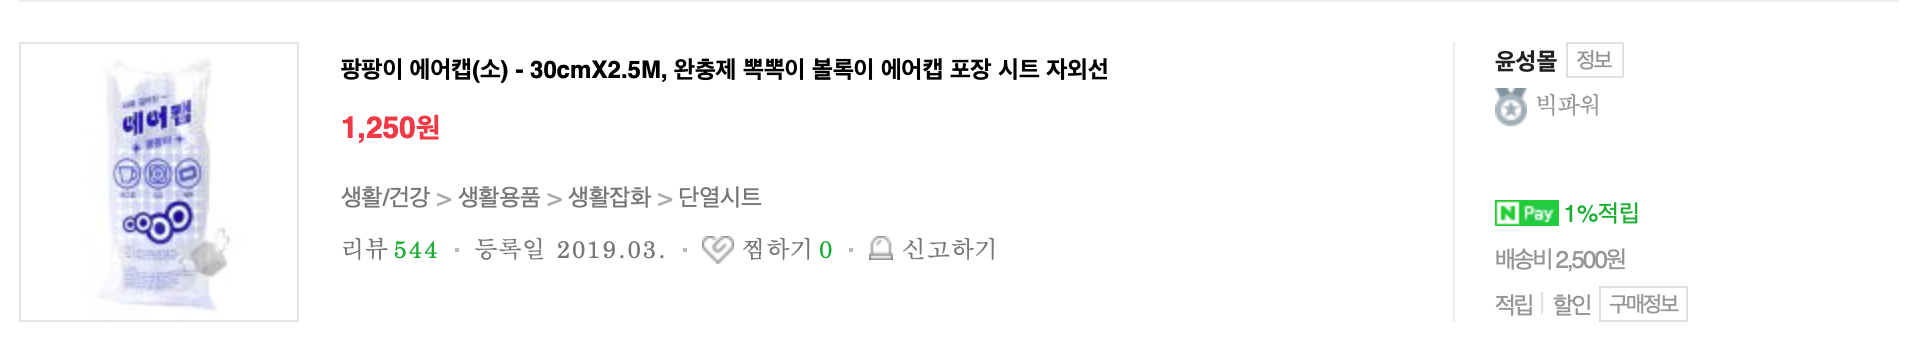 팡팡이 에어캡(소) - 30cmX2.5M, 완충제 뽁뽁이 볼록이 에어캡 포장 시트 자외선
1,250원
생활/건강 > 생활용품 > 생활잡화 > 단열시트
리뷰 544 · 등록일 2019.03. · 찜하기 0 · 신고하기
에어캡
윤성몰 정보
빅파워
N Pay 1%적립
배송비 2,500원
적립 | 할인 구매정보